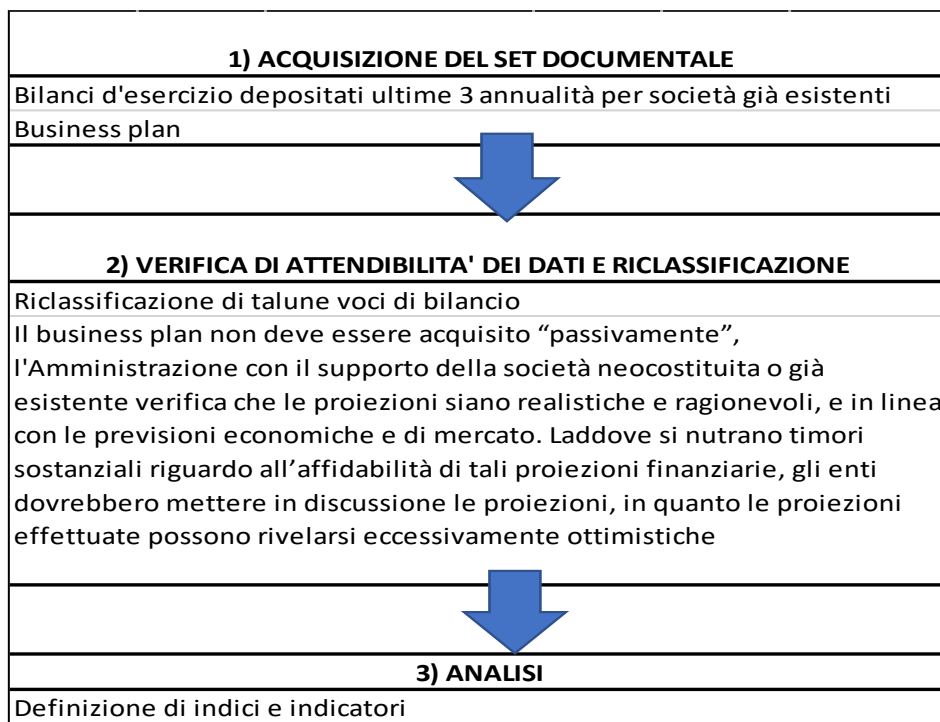 1) ACQUISIZIONE DEL SET DOCUMENTALE
Bilanci d'esercizio depositati ultime 3 annualità per società già esistenti
Business plan
2) VERIFICA DI ATTENDIBILITA' DEI DATI E RICLASSIFICAZIONE
Riclassificazione di talune voci di bilancio
Il business plan non deve essere acquisito “passivamente”,
l'Amministrazione con il supporto della società neocostituita o già
esistente verifica che le proiezioni siano realistiche e ragionevoli, e in linea
con le previsioni economiche e di mercato. Laddove si nutrano timori
sostanziali riguardo all’affidabilità di tali proiezioni finanziarie, gli enti
dovrebbero mettere in discussione le proiezioni, in quanto le proiezioni
effettuate possono rivelarsi eccessivamente ottimistiche
3) ANALISI
Definizione di indici e indicatori